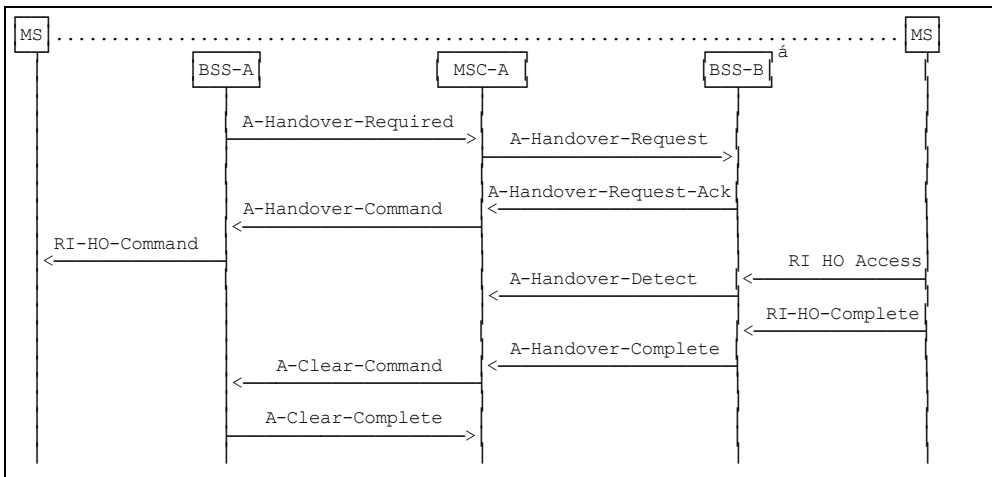 MS MS
á
BSS-A MSC-A BSS-B
A-Handover-Required
A-Handover-Request
A-Handover-Request-Ack
A-Handover-Command
RI-HO-Command
RI HO Access
A-Handover-Detect
RI-HO-Complete
A-Handover-Complete
A-Clear-Command
A-Clear-Complete